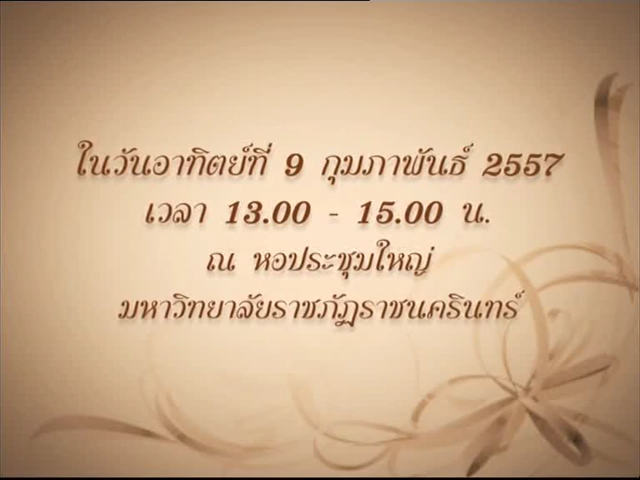 ในวันอาทิตย์ที่ 9 กุมภาพันธ์ 2557
เวลา 13.00 - 15.00 น.
ณ หอประชุมใหญ่
มหาวิทยาลัยราชภัฏราชนครินทร์